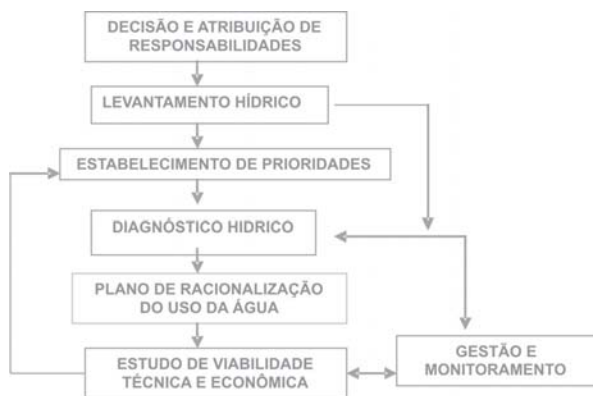 DECISÃO E ATRIBUIÇÃO DE
RESPONSABILIDADES
LEVANTAMENTO HÍDRICO
ESTABELECIMENTO DE PRIORIDADES
DIAGNÓSTICO HIDRICO
PLANO DE RACIONALIZAÇÃO
DO USO DA ÁGUA
ESTUDO DE VIABILIDADE
TÉCNICA E ECONÔMICA
GESTÃO E
MONITORAMENTO